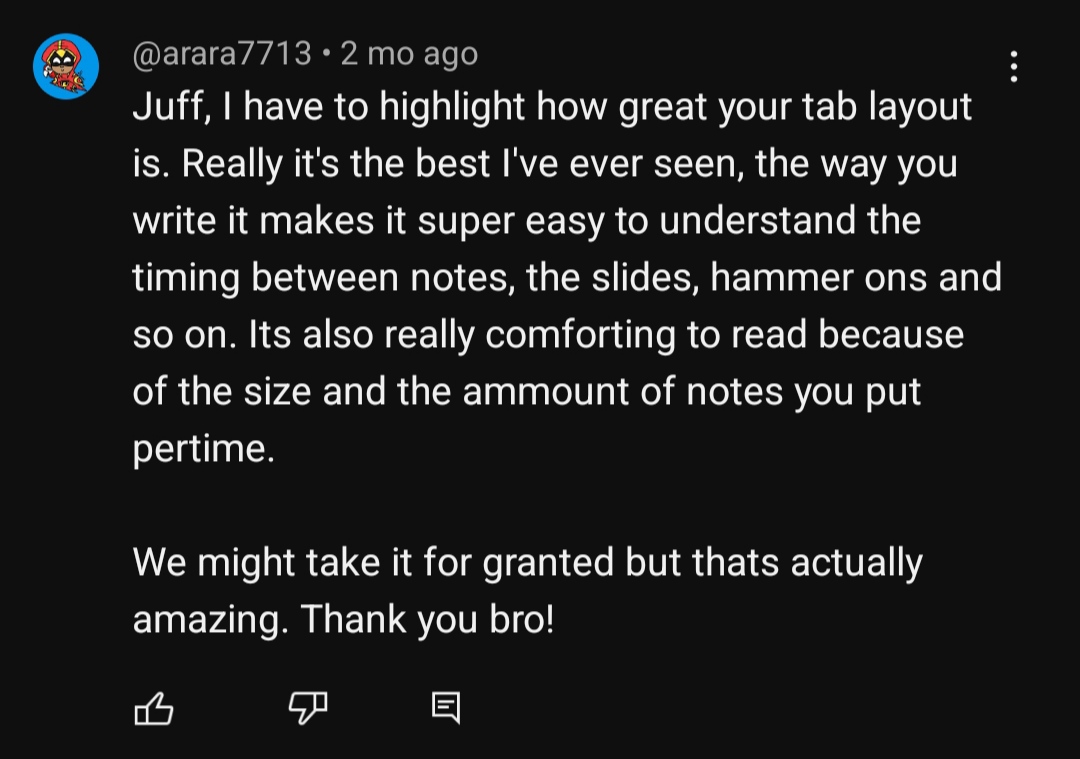 @arara7713 • 2 mo ago
Juff, I have to highlight how great your tab layout
is. Really it's the best I've ever seen, the way you
write it makes it super easy to understand the
timing between notes, the slides, hammer ons and
so on. Its also really comforting to read because
of the size and the ammount of notes you put
pertime.
We might take it for granted but thats actually
amazing. Thank you bro!